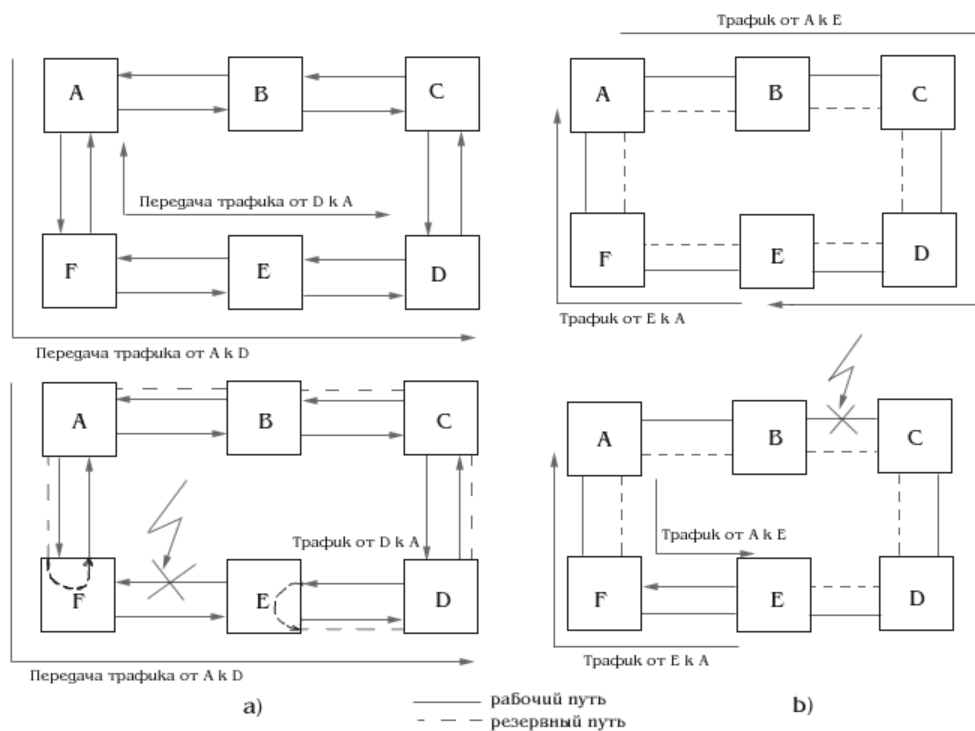 Трафик от А k Е
A
B
C
Передача трафика от D k А
F
E
D
Передача трафика от А k D
A
B
C
F
E
D
Трафик от Е k А
A
B
C
Трафик от D k А
F
E
D
Передача трафика от А k D
A
B
C
Трафик от А k Е
F
E
D
Трафик от Е k А
a)
рабочий путь
резервный путь
b)